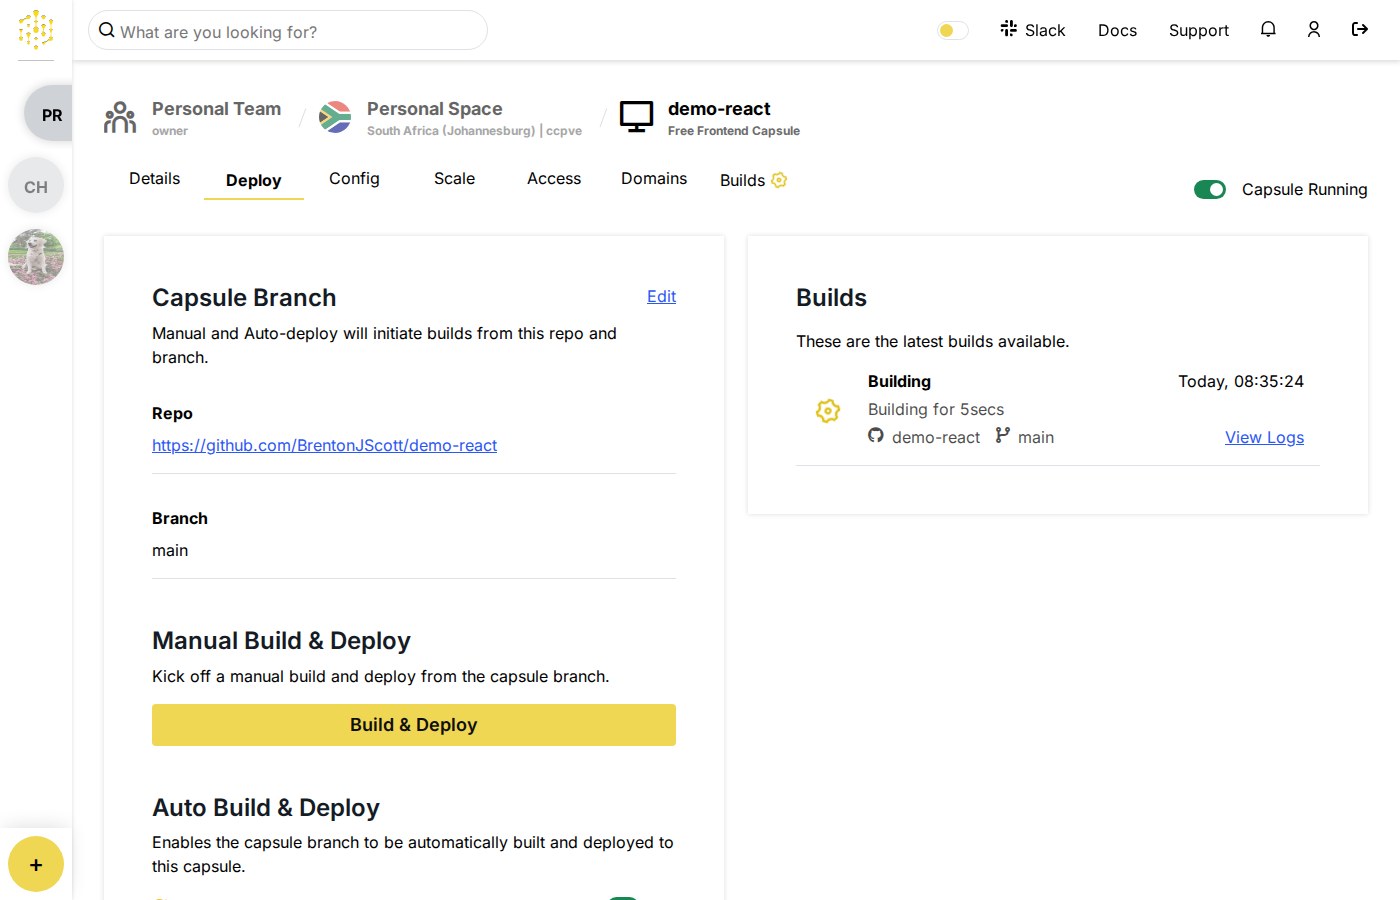 What are you looking for?
Slack
Docs
Support
PR
CH
+
Personal Team
owner
/
Personal Space
South Africa (Johannesburg) | ccpve
/
demo-react
Free Frontend Capsule
Details
Deploy
Config
Scale
Access
Domains
Builds
Capsule Running
Capsule Branch
Edit
Manual and Auto-deploy will initiate builds from this repo and
branch.
Repo
https://github.com/BrentonJScott/demo-react
Branch
main
Manual Build & Deploy
Kick off a manual build and deploy from the capsule branch.
Build & Deploy
Auto Build & Deploy
Enables the capsule branch to be automatically built and deployed to
this capsule.
Builds
These are the latest builds available.
Building
Today, 08:35:24
Building for 5secs
demo-react
main
View Logs